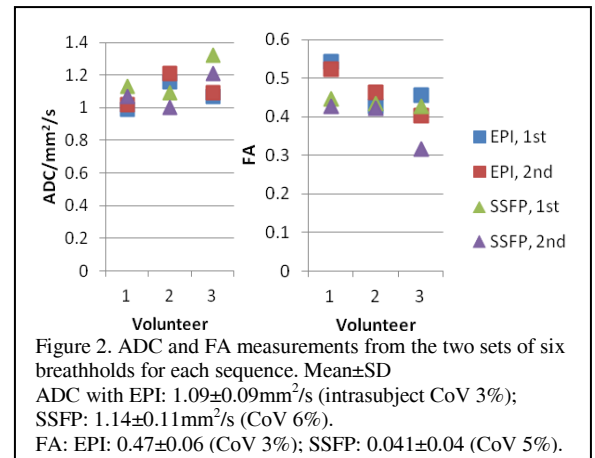 1.4
1.2
1
0.8
0.6
0.4
1.2
1.4
0
ADC/mm²/s
1 2 3
Volunteer
0.6
0.5
0.4
0.3
0.2
0.1
0
FA
1 2 3
Volunteer
EPI, 1st
EPI, 2nd
SSFP, 1st
SSFP, 2nd
Figure 2. ADC and FA measurements from the two sets of six
breathholds for each sequence. Mean±SD
ADC with EPI: 1.09±0.09mm²/s (intrasubject CoV 3%);
SSFP: 1.14±0.11mm²/s (CoV 6%).
FA: EPI: 0.47±0.06 (CoV 3%); SSFP: 0.041±0.04 (CoV 5%).